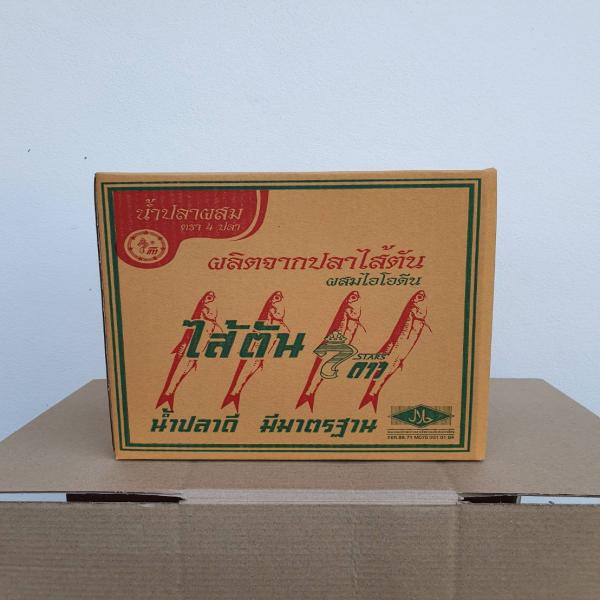 น้ำปลาผสม
ตรา 4 ปลา
ผลิตจากปลาไส้ตัน
ผสมไอโอดีน
ไส้ตัน 7 ดาว
STARS
น้ำปลาดี มีมาตรฐาน
حلال